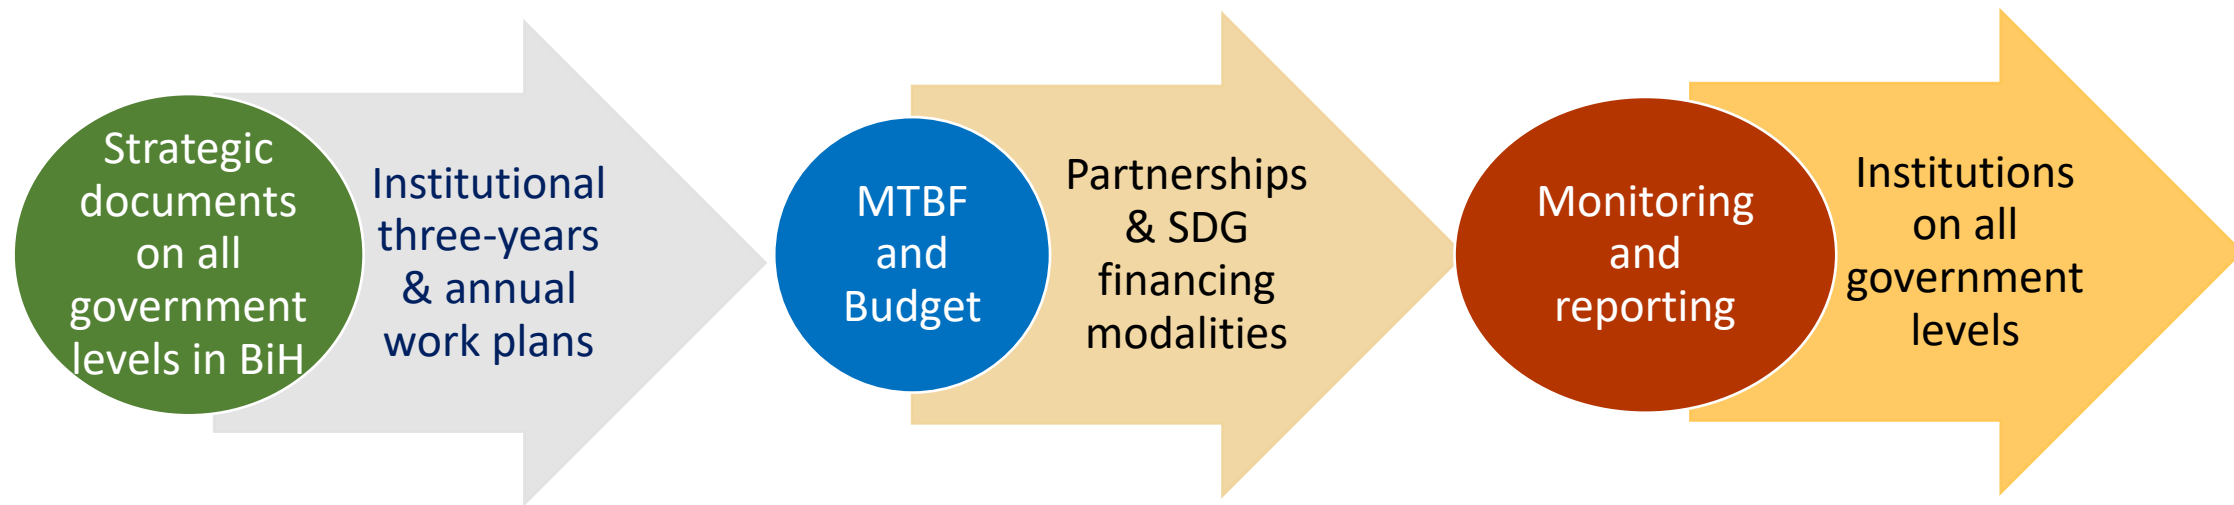 Strategic
documents
on all
government
levels in BiH
Institutional
three-years
& annual
work plans
MTBF
and
Budget
Partnerships
& SDG
financing
modalities
Monitoring
and
reporting
Institutions
on all
government
levels